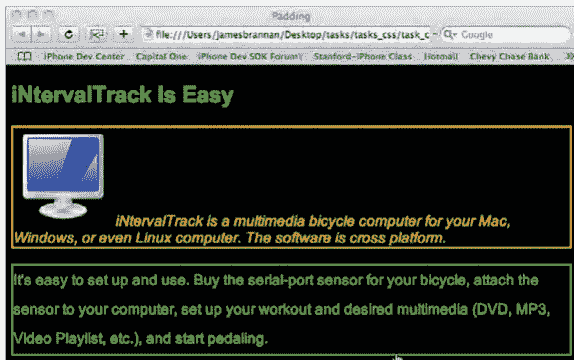 Padding
file:///Users/jamesbrannan/Desktop/tasks/tasks_css/task_c
Google
iPhone Dev Center Capital One iPhone Dev SDK Forum Stanford-iPhone Class Hotmail Chevy Chase Bank,
iNtervalTrack Is Easy
iNtervalTrack is a multimedia bicycle computer for your Mac,
Windows, or even Linux computer. The software is cross platform.
It's easy to set up and use. Buy the serial-port sensor for your bicycle, attach the
sensor to your computer, set up your workout and desired multimedia (DVD, MP3,
Video Playlist, etc.), and start pedaling.